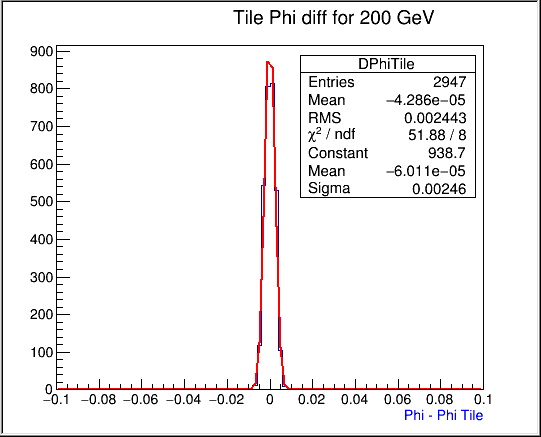 Tile Phi diff for 200 GeV
DPhiTile
Entries 2947
Mean −4.286e−05
RMS 0.002443
χ² / ndf 51.88 / 8
Constant 938.7
Mean −6.011e−05
Sigma 0.00246
900
800
700
600
500
400
300
200
100
0
−0.1 −0.08 −0.06 −0.04 −0.02 0 0.02 0.04 0.06 0.08 0.1
Phi - Phi Tile